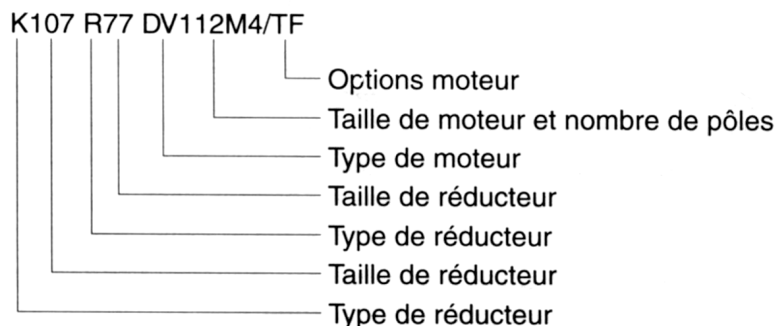 K107 R77 DV112M4/TF
Options moteur
Taille de moteur et nombre de pôles
Type de moteur
Taille de réducteur
Type de réducteur
Taille de réducteur
Type de réducteur